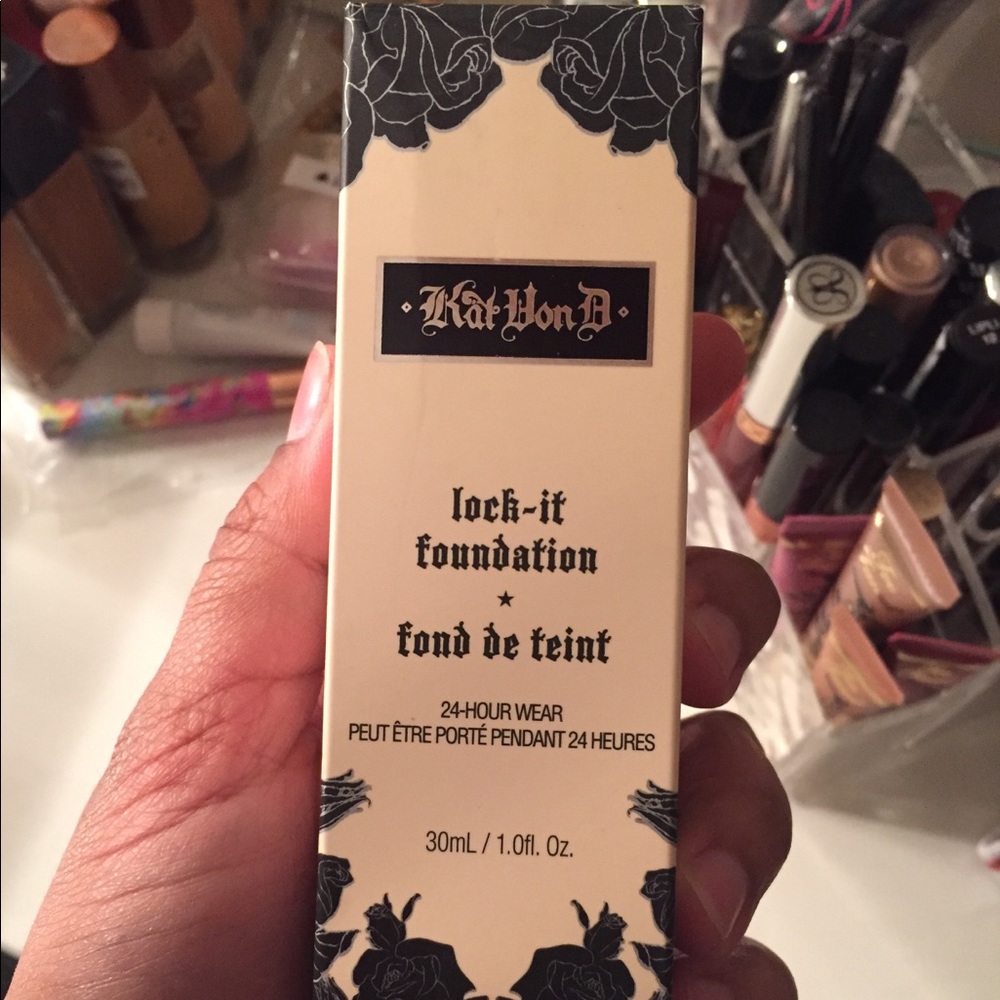 Kat Von D
lock-it
foundation
★
fond de teint
24-HOUR WEAR
PEUT ÊTRE PORTÉ PENDANT 24 HEURES
30mL / 1.0fl. Oz.